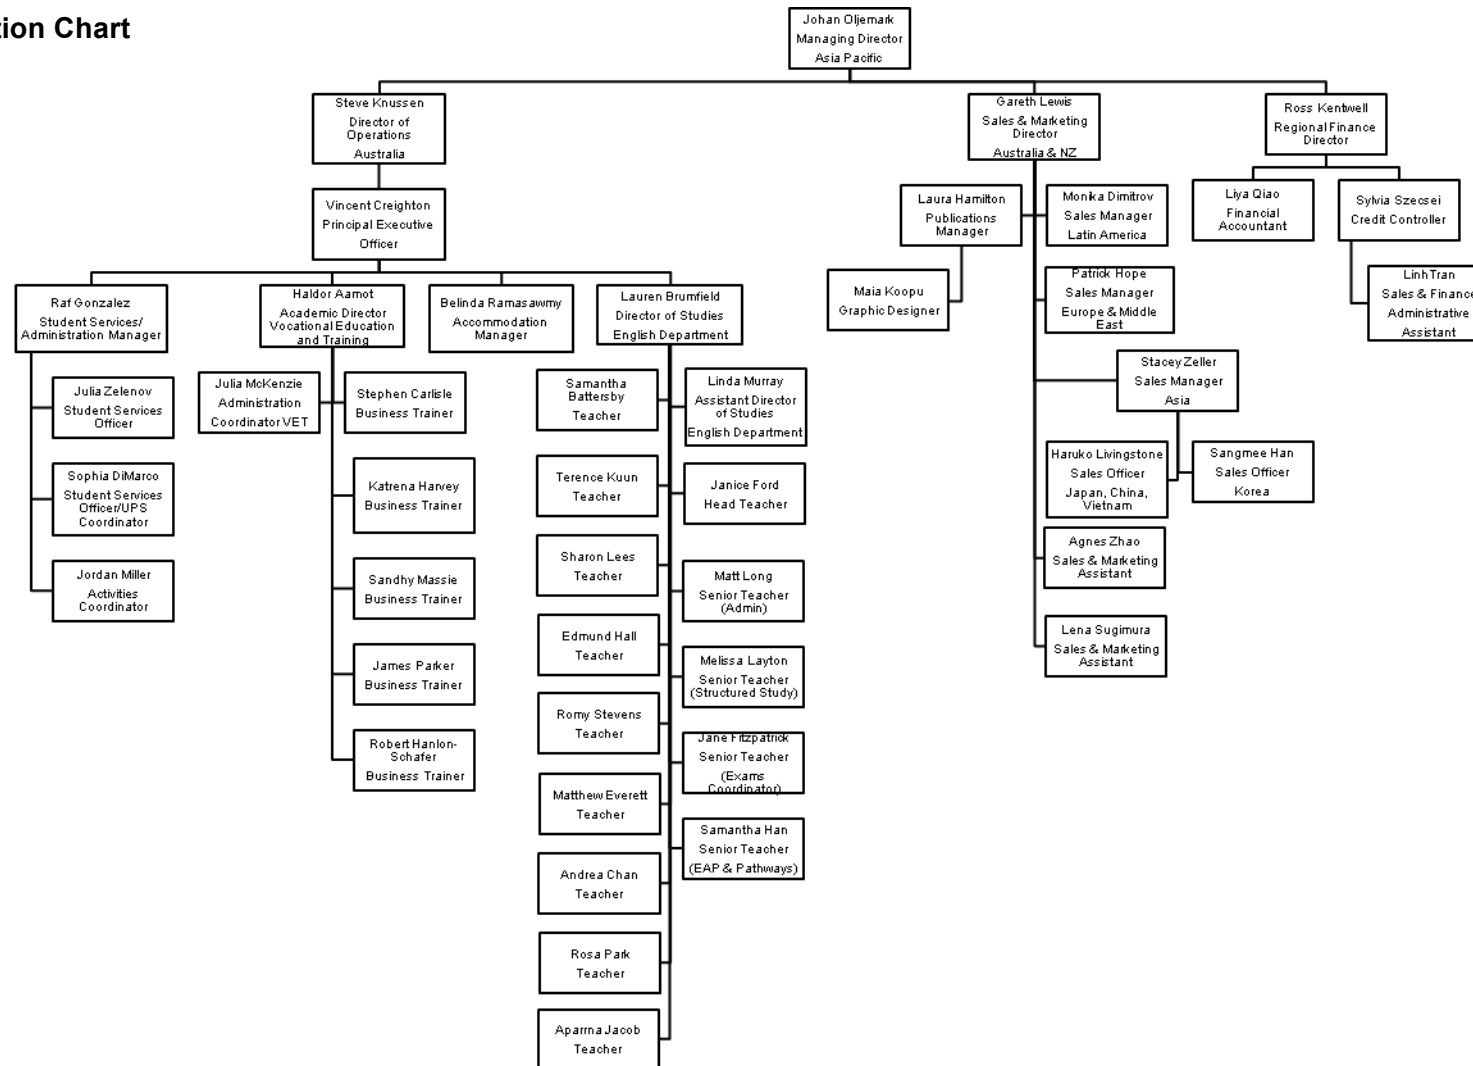 tion Chart
Johan Oljemark
Managing Director
Asia Pacific
Steve Knussen
Director of
Operations
Australia
Gareth Lewis
Sales & Marketing
Director
Australia & NZ
Ross Kentwell
Regional Finance
Director
Vincent Creighton
Principal Executive
Officer
Laura Hamilton
Publications
Manager
Monika Dimitrov
Sales Manager
Latin America
Liya Qiao
Financial
Accountant
Sylvia Szecsei
Credit Controller
Maia Koopu
Graphic Designer
Patrick Hope
Sales Manager
Europe & Middle
East
Linh Tran
Sales & Finance
Administrative
Assistant
Raf Gonzalez
Student Services/
Administration Manager
Haldor Aamot
Academic Director
Vocational Education
and Training
Belinda Ramasawmy
Accommodation
Manager
Lauren Brumfield
Director of Studies
English Department
Stacey Zeller
Sales Manager
Asia
Julia Zelenov
Student Services
Officer
Julia McKenzie
Administration
Coordinator VET
Stephen Carlisle
Business Trainer
Samantha
Battersby
Teacher
Linda Murray
Assistant Director
of Studies
English Department
Haruko Livingstone
Sales Officer
Japan, China,
Vietnam
Sangmee Han
Sales Officer
Korea
Sophia DiMarco
Student Services
Officer/UPS
Coordinator
Katrena Harvey
Business Trainer
Terence Kuun
Teacher
Janice Ford
Head Teacher
Agnes Zhao
Sales & Marketing
Assistant
Jordan Miller
Activities
Coordinator
Sandhy Massie
Business Trainer
Sharon Lees
Teacher
Matt Long
Senior Teacher
(Admin)
Lena Sugimura
Sales & Marketing
Assistant
James Parker
Business Trainer
Edmund Hall
Teacher
Melissa Layton
Senior Teacher
(Structured Study)
Robert Hanlon-
Schafer
Business Trainer
Romy Stevens
Teacher
Jane Fitzpatrick
Senior Teacher
(Exams
Coordinator)
Matthew Everett
Teacher
Samantha Han
Senior Teacher
(EAP & Pathways)
Andrea Chan
Teacher
Rosa Park
Teacher
Aparna Jacob
Teacher